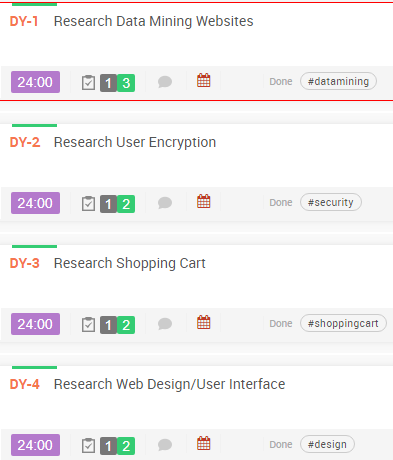 DY-1 Research Data Mining Websites
24:00 1 3 Done #datamining
DY-2 Research User Encryption
24:00 1 2 Done #security
DY-3 Research Shopping Cart
24:00 1 2 Done #shoppingcart
DY-4 Research Web Design/User Interface
24:00 1 2 Done #design